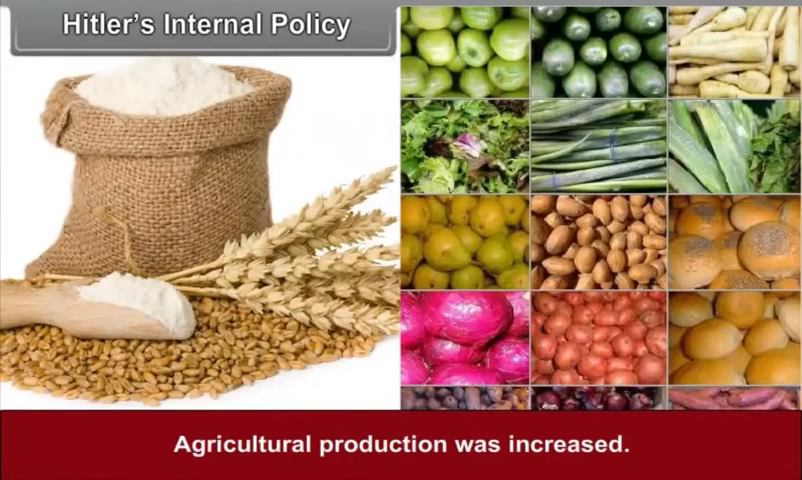 Hitler's Internal Policy
Agricultural production was increased.